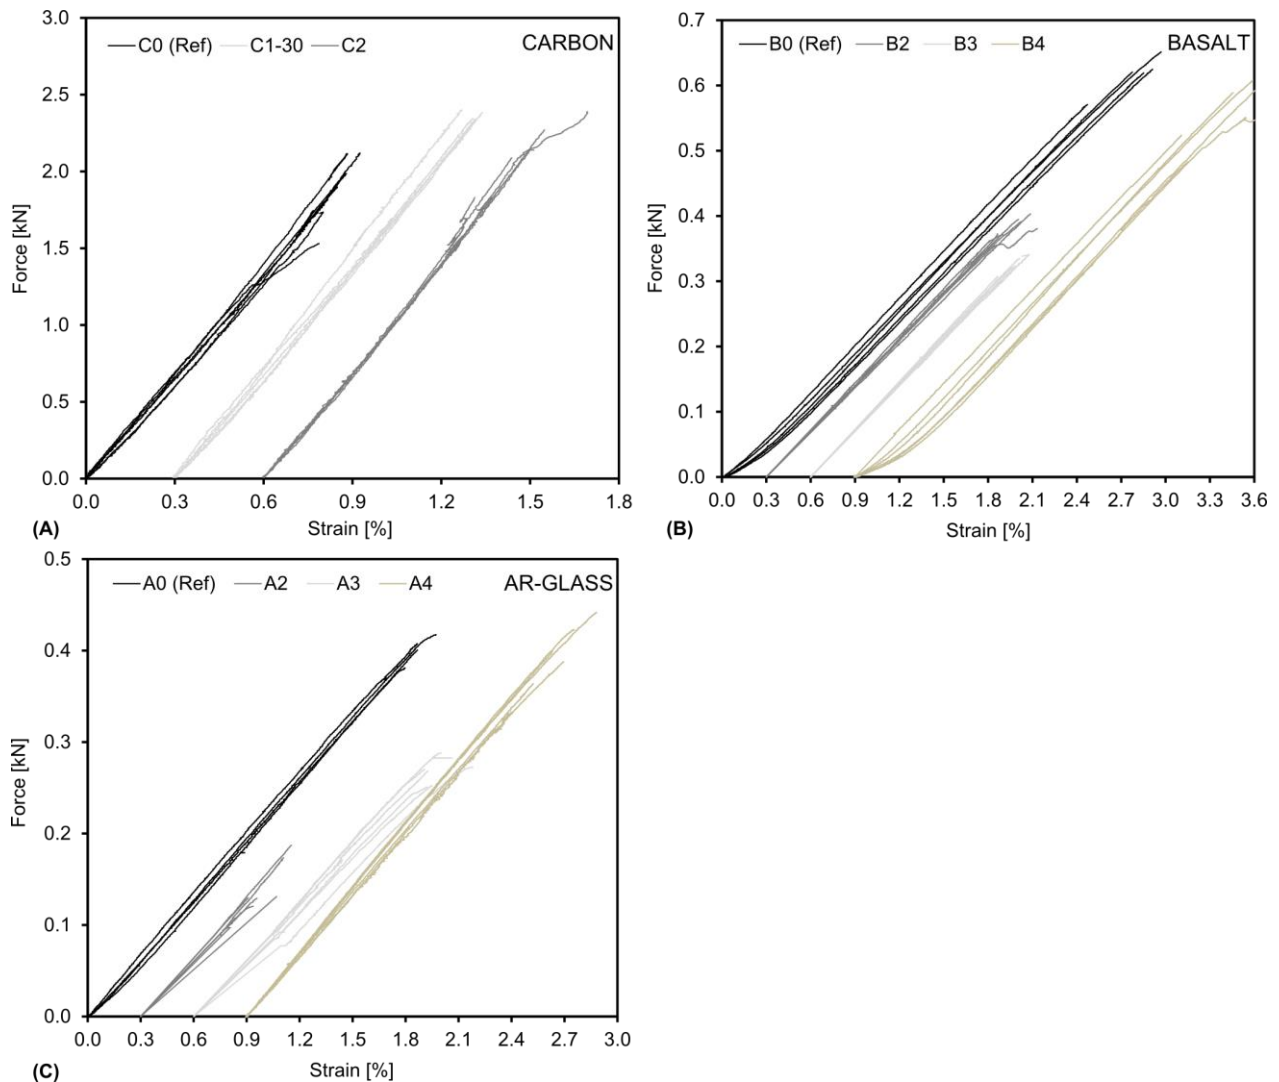 C0 (Ref) C1-30 C2 CARBON
3.0
2.5
2.0
1.5
1.0
0.5
0.0
Force [kN]
0.0 0.3 0.6 0.9 1.2 1.5 1.8
Strain [%]
(A)
B0 (Ref) B2 B3 B4 BASALT
0.7
0.6
0.5
0.4
0.3
0.2
0.1
0.0
Force [kN]
0.0 0.3 0.6 0.9 1.2 1.5 1.8 2.1 2.4 2.7 3.0 3.3 3.6
Strain [%]
(B)
A0 (Ref) A2 A3 A4 AR-GLASS
0.5
0.4
0.3
0.2
0.1
0.0
Force [kN]
0.0 0.3 0.6 0.9 1.2 1.5 1.8 2.1 2.4 2.7 3.0
Strain [%]
(C)